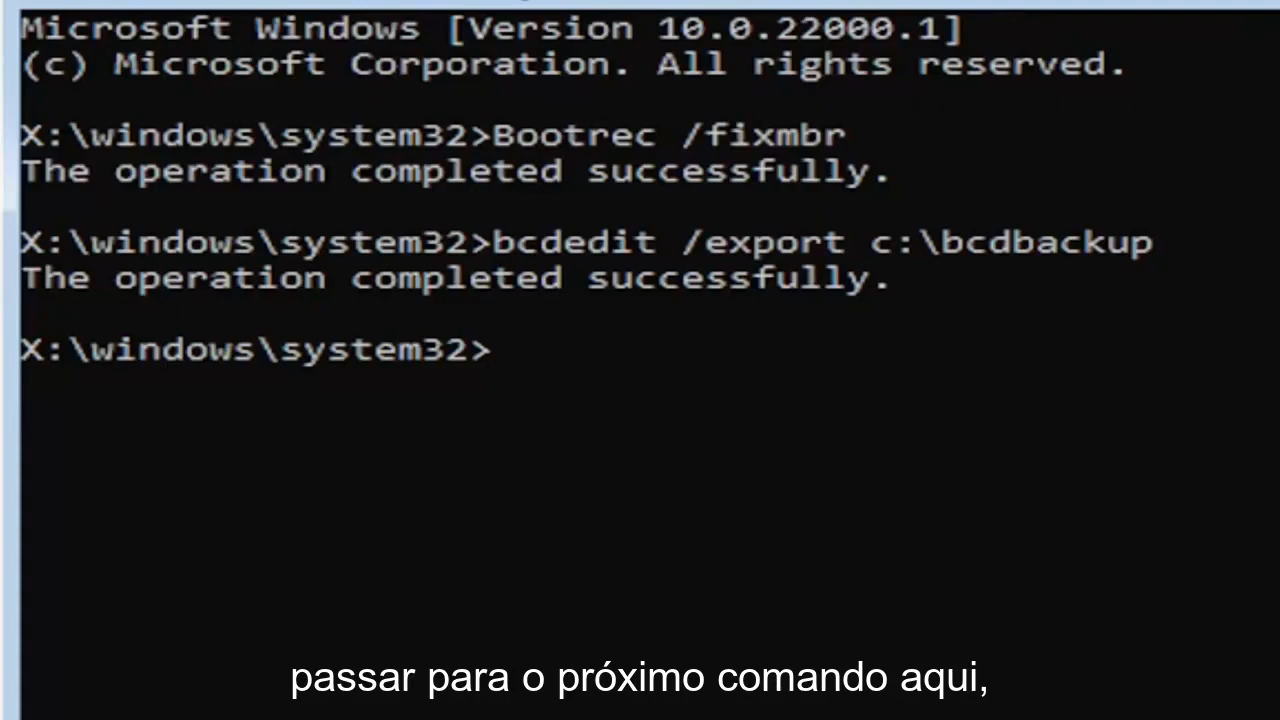 Microsoft Windows [Version 10.0.22000.1]
(c) Microsoft Corporation. All rights reserved.
X:\windows\system32>Bootrec /fixmbr
The operation completed successfully.
X:\windows\system32>bcdedit /export c:\bcdbackup
The operation completed successfully.
X:\windows\system32>
passar para o próximo comando aqui,